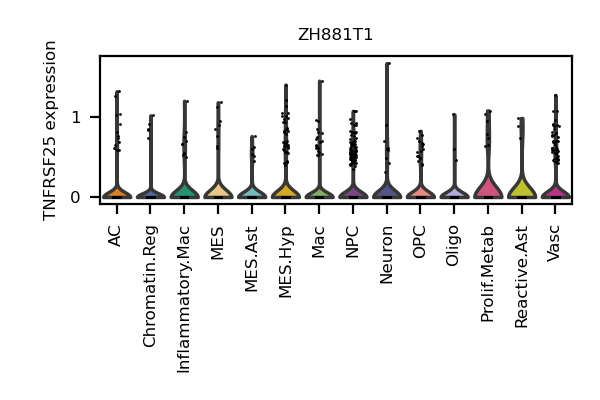 ZH881T1
TNFRSF25 expression
1
0
AC
Chromatin.Reg
Inflammatory.Mac
MES
MES.Ast
MES.Hyp
Mac
NPC
Neuron
OPC
Oligo
Prolif.Metab
Reactive.Ast
Vasc